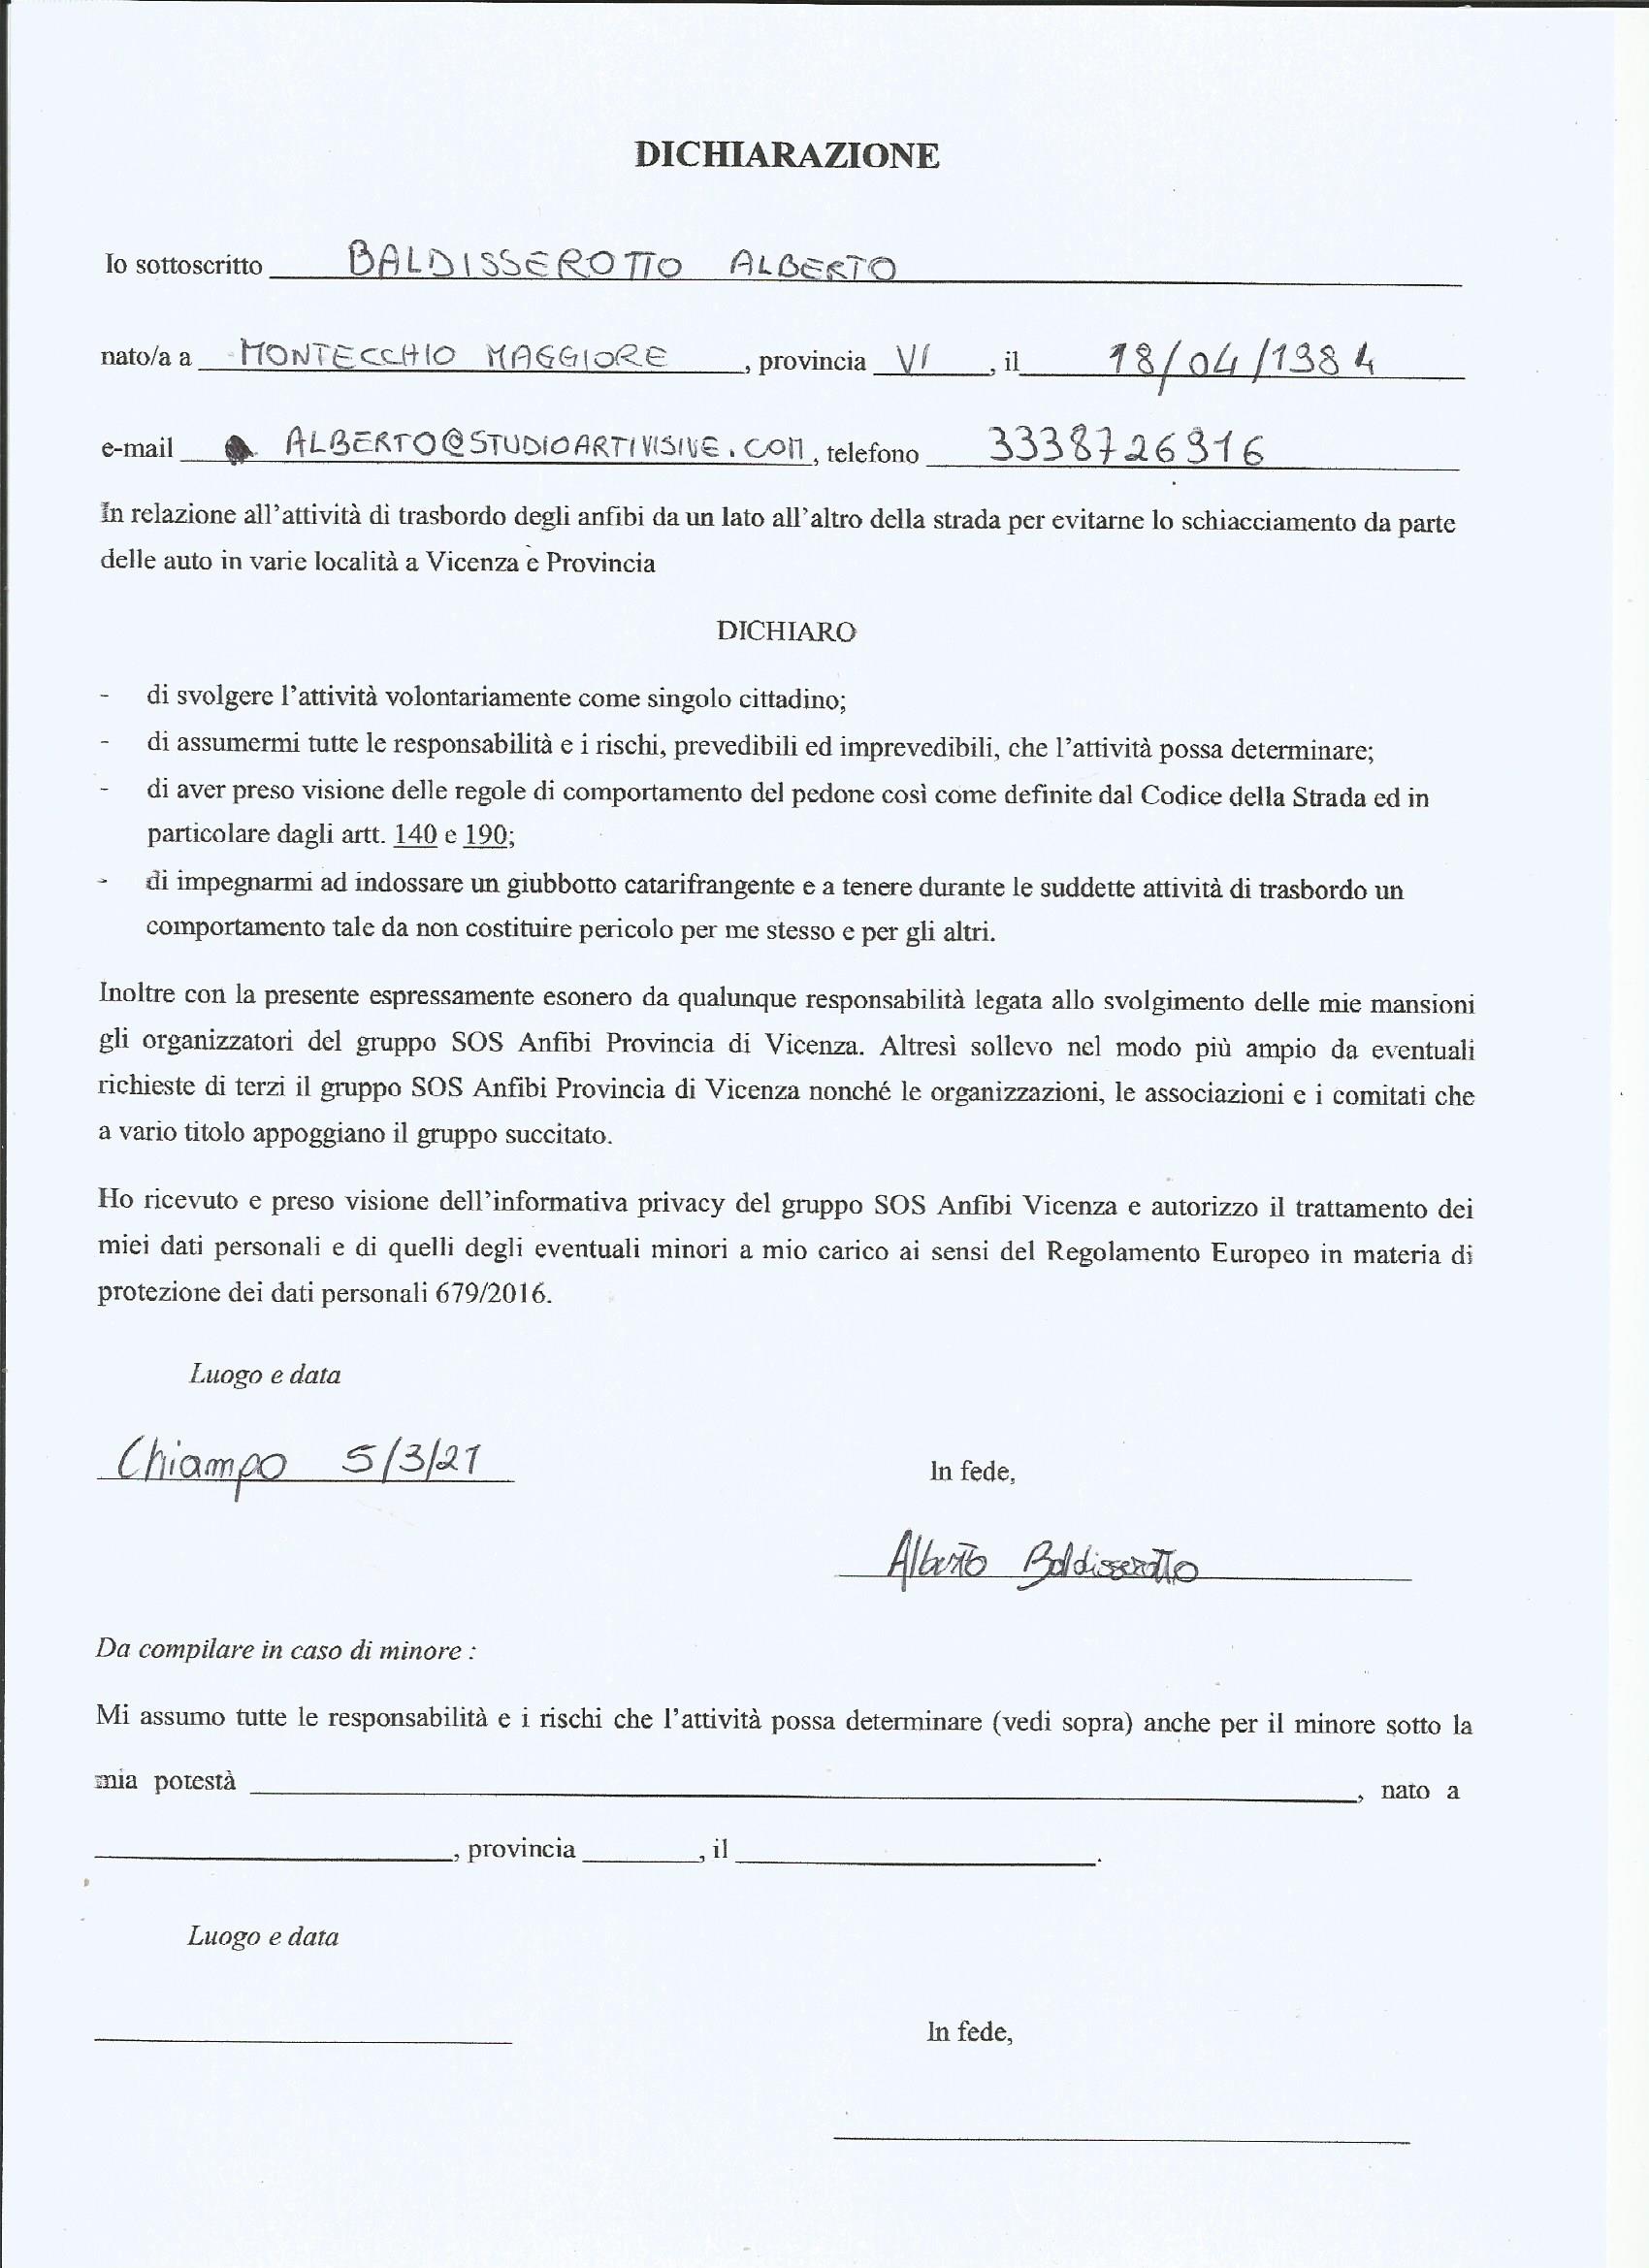 DICHIARAZIONE
Io sottoscritto BALDISSEROTTO ALBERTO
nato/a a MONTECCHIO MAGGIORE, provincia VI, il 18/04/1984
e-mail ALBERTO@STUDIOARTIVISIVE.COM, telefono 3338726916
In relazione all'attività di trasbordo degli anfibi da un lato all'altro della strada per evitarne lo schiacciamento da parte
delle auto in varie località a Vicenza e Provincia
DICHIARO
- di svolgere l'attività volontariamente come singolo cittadino;
- di assumermi tutte le responsabilità e i rischi, prevedibili ed imprevedibili, che l'attività possa determinare;
- di aver preso visione delle regole di comportamento del pedone così come definite dal Codice della Strada ed in
particolare dagli artt. 140 e 190;
- di impegnarmi ad indossare un giubbotto catarifrangente e a tenere durante le suddette attività di trasbordo un
comportamento tale da non costituire pericolo per me stesso e per gli altri.
Inoltre con la presente espressamente esonero da qualunque responsabilità legata allo svolgimento delle mie mansioni
gli organizzatori del gruppo SOS Anfibi Provincia di Vicenza. Altresì sollevo nel modo più ampio da eventuali
richieste di terzi il gruppo SOS Anfibi Provincia di Vicenza nonché le organizzazioni, le associazioni e i comitati che
a vario titolo appoggiano il gruppo succitato.
Ho ricevuto e preso visione dell'informativa privacy del gruppo SOS Anfibi Vicenza e autorizzo il trattamento dei
miei dati personali e di quelli degli eventuali minori a mio carico ai sensi del Regolamento Europeo in materia di
protezione dei dati personali 679/2016.
Luogo e data
Chiampo 5/3/21
In fede,
Alberto Baldisserotto
Da compilare in caso di minore :
Mi assumo tutte le responsabilità e i rischi che l'attività possa determinare (vedi sopra) anche per il minore sotto la
mia potestà , nato a
, provincia , il .
Luogo e data
In fede,